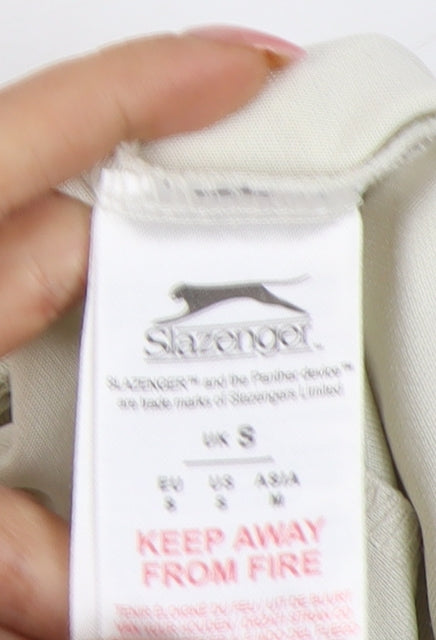 Slazenger™
SLAZENGER™ and the Panther device™
are trade marks of Slazengers Limited
UK S
EU US ASIA
S S M
KEEP AWAY
FROM FIRE